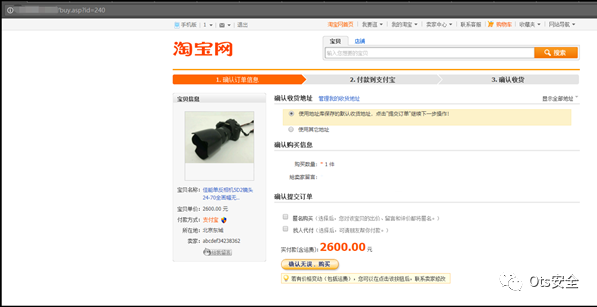 /buy.asp?id=240
手机版 | 1 | 退出
淘宝网首页 | 我要逛 | 我的淘宝 | 卖家中心 | 联系客服 | 购物车 | 收藏夹 | 网站导航
淘宝网
宝贝 店铺
输入您想要的宝贝
搜索
1. 确认订单信息 2. 付款到支付宝 3. 确认收货
宝贝信息
宝贝名称: 佳能单反相机5D2镜头
24-70全画幅无..
宝贝单价: 2600.00 元
付款方式: 支付宝
所在地: 北京东城
卖家: abcdef34238362
给我留言
确认收货地址 管理我的收货地址 显示全部地址
使用地址库保存的默认收货地址，点击"提交订单"继续下一步操作!
使用其它地址
确认购买信息
购买数量: * 1 件
给卖家留言:
确认提交订单
匿名购买 (选择后，您对该宝贝的出价、留言和评价都将匿名。)
找人代付 (选择后，可请朋友帮你付款。)
实付款(含运费): 2600.00 元
确认无误，购买
若有价格变动（包括运费），您可以在点击该按钮后，联系卖家修改
Ots安全